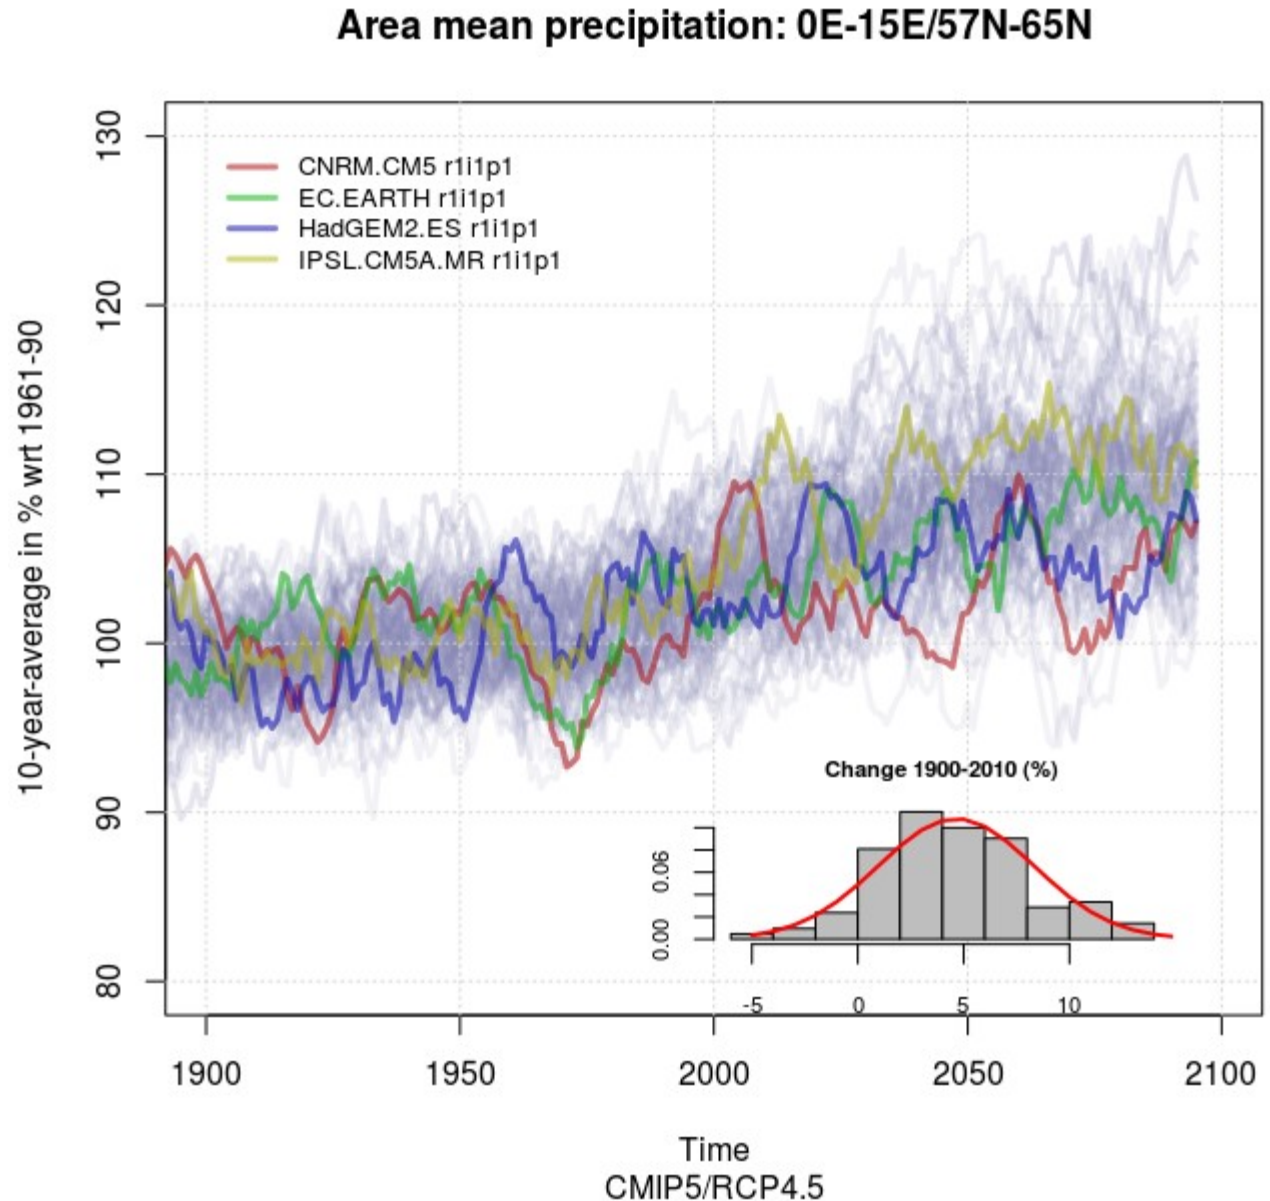 Area mean precipitation: 0E-15E/57N-65N
10-year-average in % wrt 1961-90
130
120
110
100
90
80
CNRM.CM5 r1i1p1
EC.EARTH r1i1p1
HadGEM2.ES r1i1p1
IPSL.CM5A.MR r1i1p1
Change 1900-2010 (%)
0.06
0.00
-5 0 5 10
1900 1950 2000 2050 2100
Time
CMIP5/RCP4.5